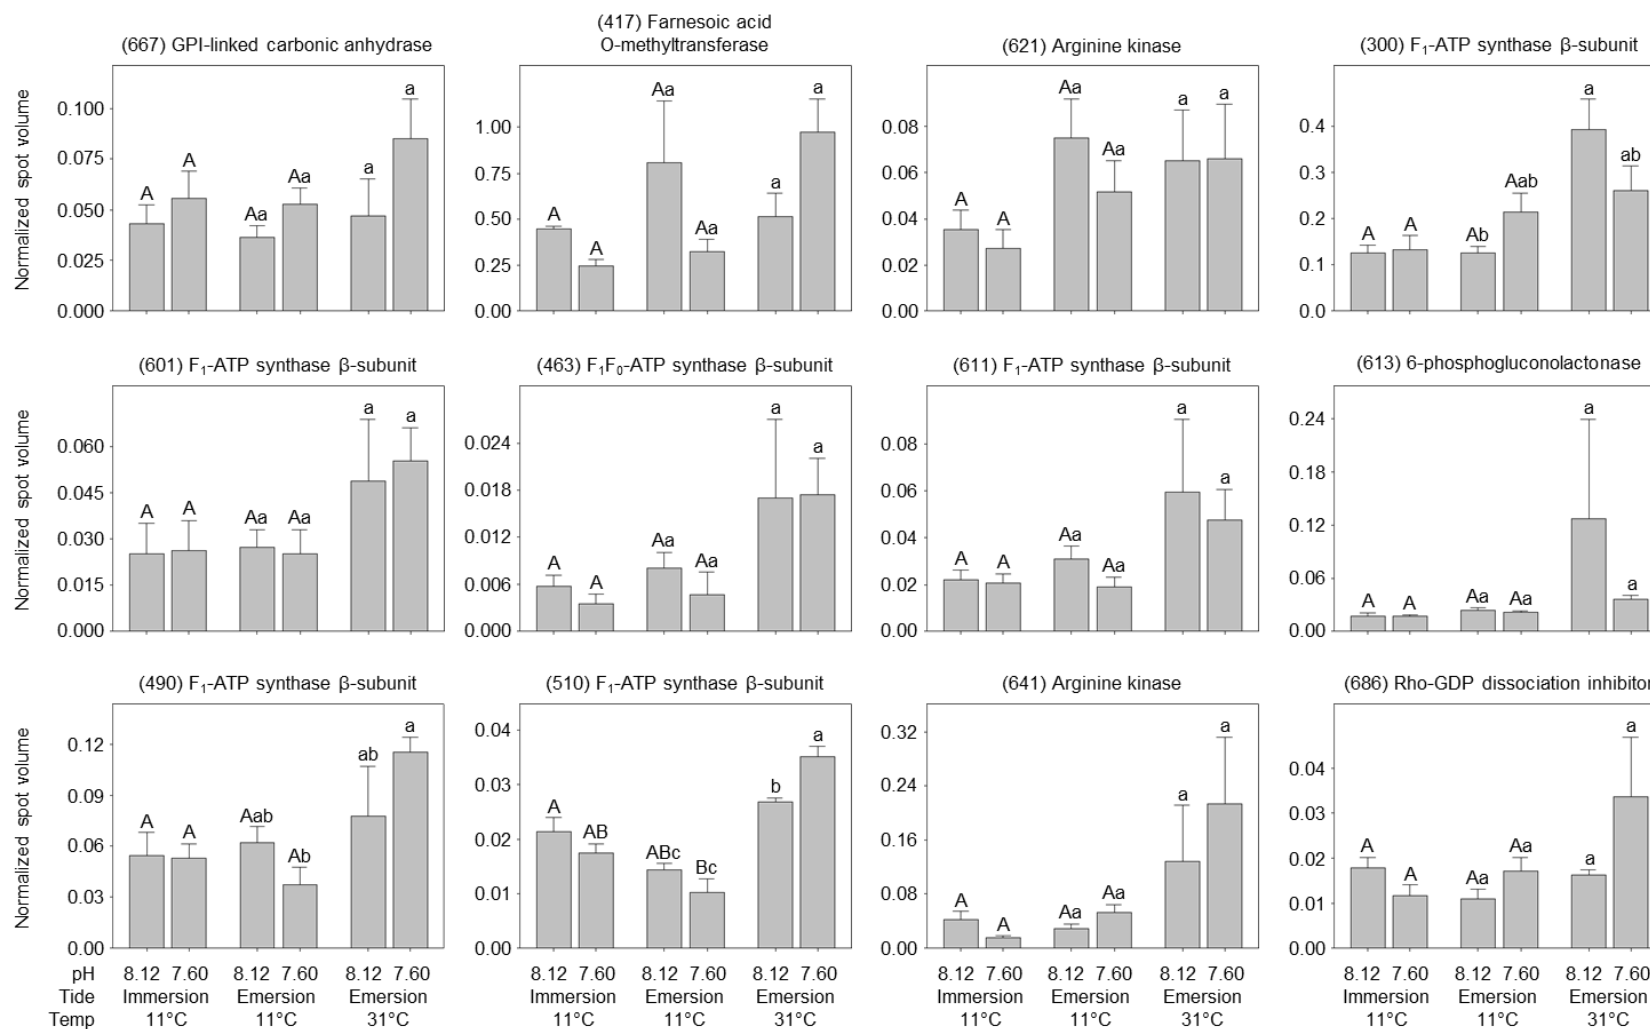 (667) GPI-linked carbonic anhydrase
(417) Farnesoic acid
O-methyltransferase
(621) Arginine kinase
(300) F₁-ATP synthase β-subunit
Normalized spot volume
0.100
0.075
0.050
0.025
0.000
A
A
Aa
Aa
a
a
1.00
0.75
0.50
0.25
0.00
A
A
Aa
Aa
a
a
0.08
0.06
0.04
0.02
0.00
A
A
Aa
Aa
a
a
0.4
0.3
0.2
0.1
0.0
A
A
Ab
Aab
a
ab
(601) F₁-ATP synthase β-subunit
(463) F₁F₀-ATP synthase β-subunit
(611) F₁-ATP synthase β-subunit
(613) 6-phosphogluconolactonase
Normalized spot volume
0.060
0.045
0.030
0.015
0.000
A
A
Aa
Aa
a
a
0.024
0.018
0.012
0.006
0.000
A
A
Aa
Aa
a
a
0.08
0.06
0.04
0.02
0.00
A
A
Aa
Aa
a
a
0.24
0.18
0.12
0.06
0.00
A
A
Aa
Aa
a
a
(490) F₁-ATP synthase β-subunit
(510) F₁-ATP synthase β-subunit
(641) Arginine kinase
(686) Rho-GDP dissociation inhibitor
Normalized spot volume
0.12
0.09
0.06
0.03
0.00
A
A
Aab
Ab
ab
a
0.04
0.03
0.02
0.01
0.00
A
AB
ABc
Bc
b
a
0.32
0.24
0.16
0.08
0.00
A
A
Aa
Aa
a
a
0.04
0.03
0.02
0.01
0.00
A
A
Aa
Aa
a
a
pH 8.12 7.60 8.12 7.60 8.12 7.60 8.12 7.60 8.12 7.60 8.12 7.60 8.12 7.60 8.12 7.60 8.12 7.60 8.12 7.60 8.12 7.60 8.12 7.60
Tide Immersion Emersion Emersion Immersion Emersion Emersion Immersion Emersion Emersion Immersion Emersion Emersion
Temp 11°C 11°C 31°C 11°C 11°C 31°C 11°C 11°C 31°C 11°C 11°C 31°C